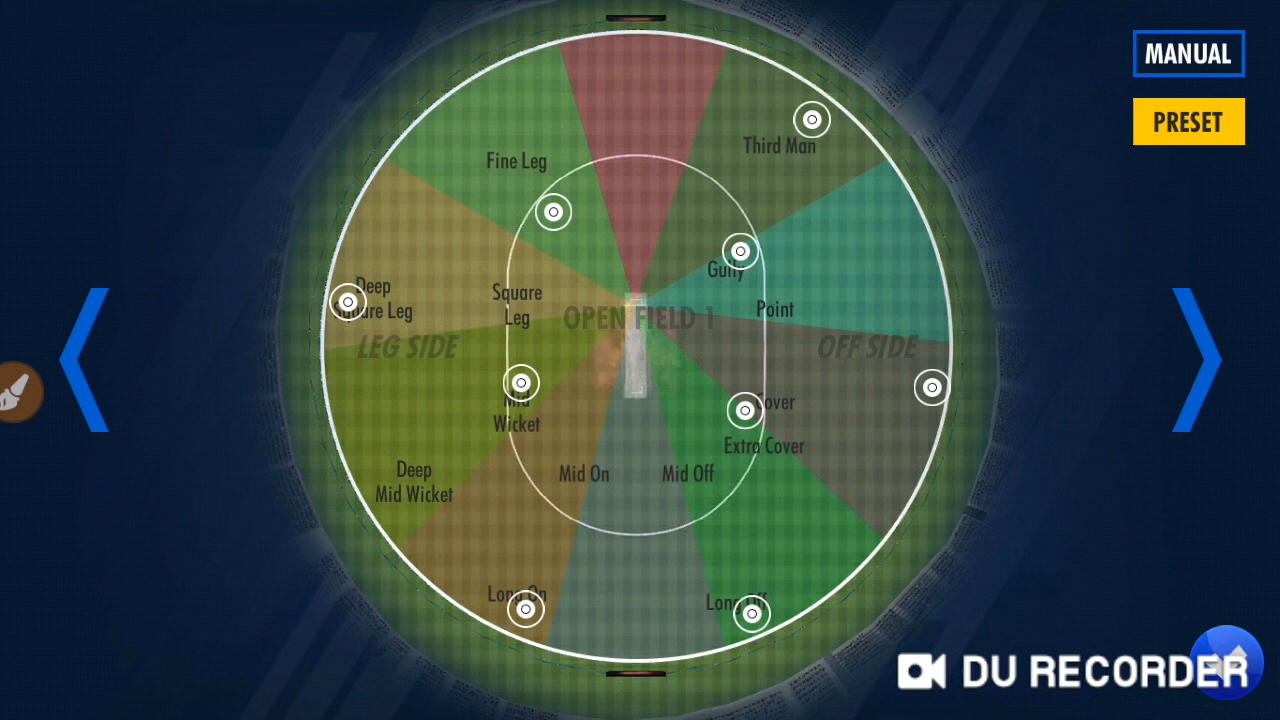 MANUAL
PRESET
Third Man
Fine Leg
Gully
Deep
Square Leg
Square
Leg
Point
OPEN FIELD 1
LEG SIDE
OFF SIDE
Mid
Wicket
Cover
Extra Cover
Deep
Mid Wicket
Mid On
Mid Off
Long On
Long Off
DU RECORDER